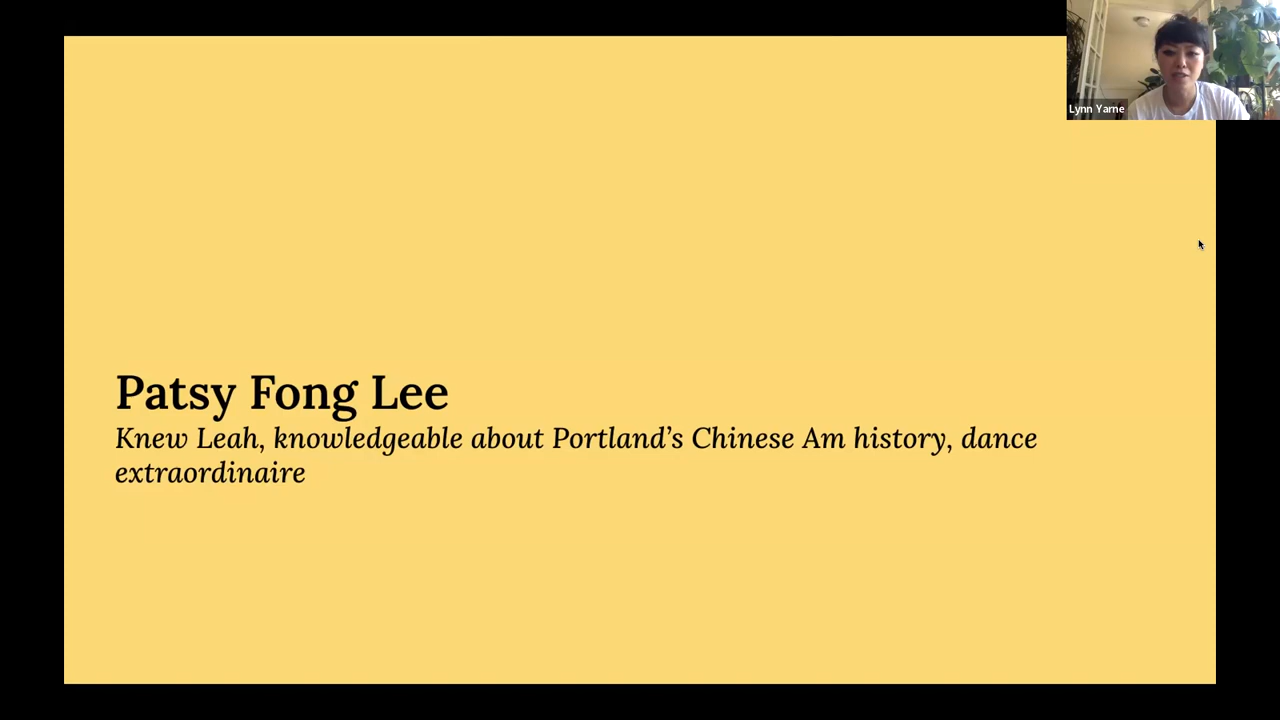 Lynn Yarne
Patsy Fong Lee
Knew Leah, knowledgeable about Portland’s Chinese Am history, dance
extraordinaire